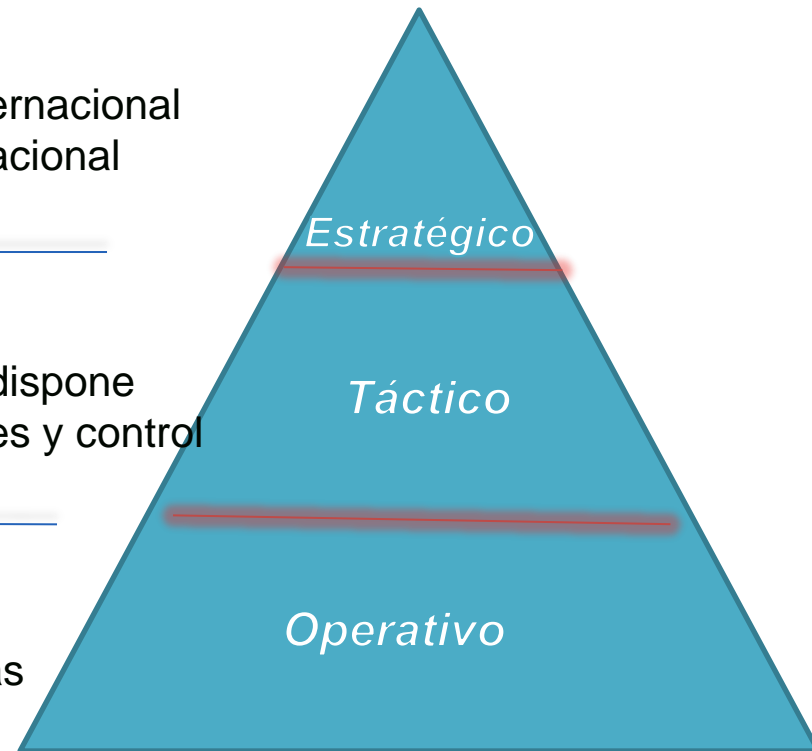 ernacional
acional
Estratégico
dispone
es y control
Táctico
Operativo
as